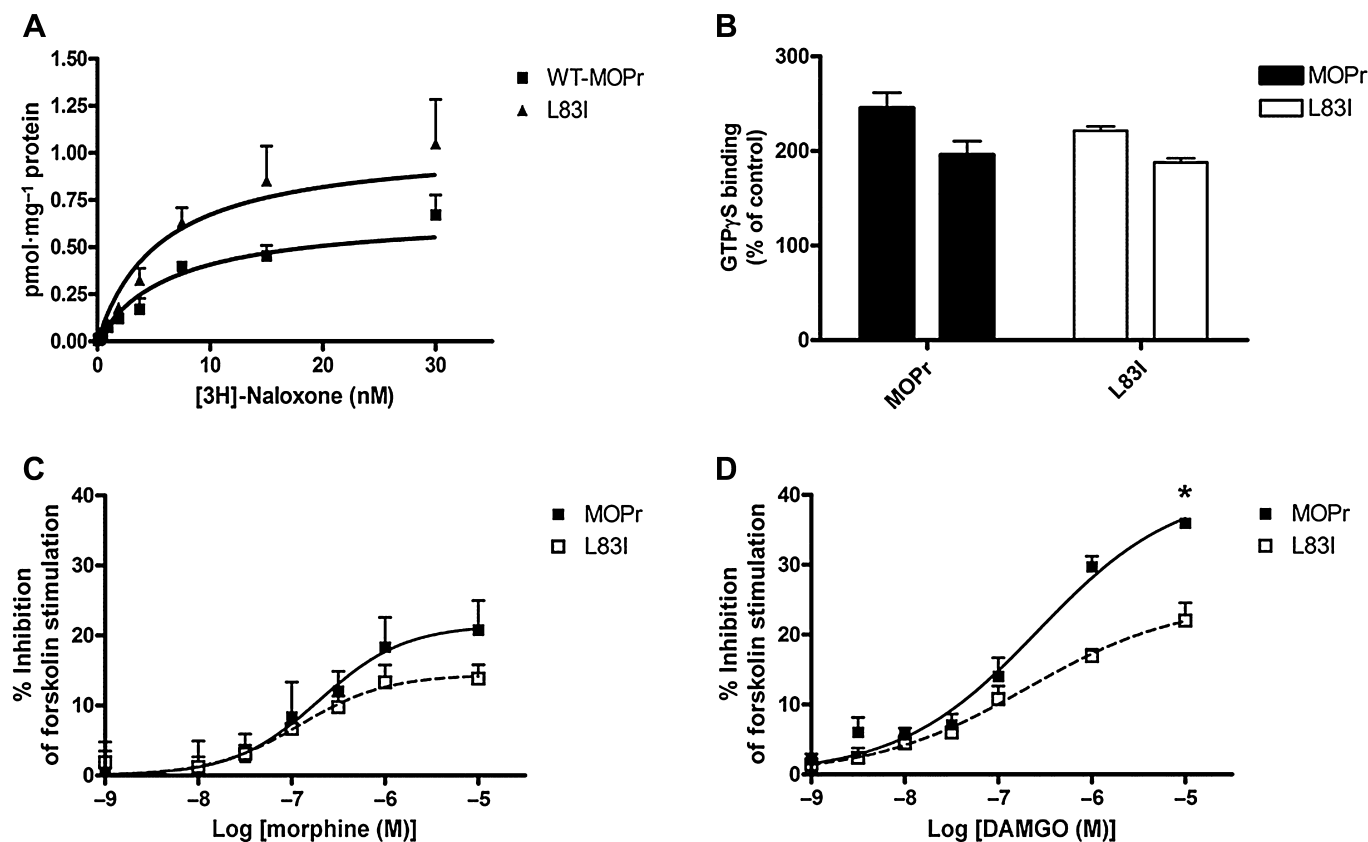 A
1.50
1.25
1.00
0.75
0.50
0.25
0.00
pmol·mg⁻¹ protein
0 10 20 30
[3H]-Naloxone (nM)
WT-MOPr
L83I
B
300
200
100
0
GTPγS binding
(% of control)
MOPr
L83I
MOPr
L83I
C
40
30
20
10
0
% Inhibition
of forskolin stimulation
–9 –8 –7 –6 –5
Log [morphine (M)]
MOPr
L83I
D
40
30
20
10
0
% Inhibition
of forskolin stimulation
*
–9 –8 –7 –6 –5
Log [DAMGO (M)]
MOPr
L83I